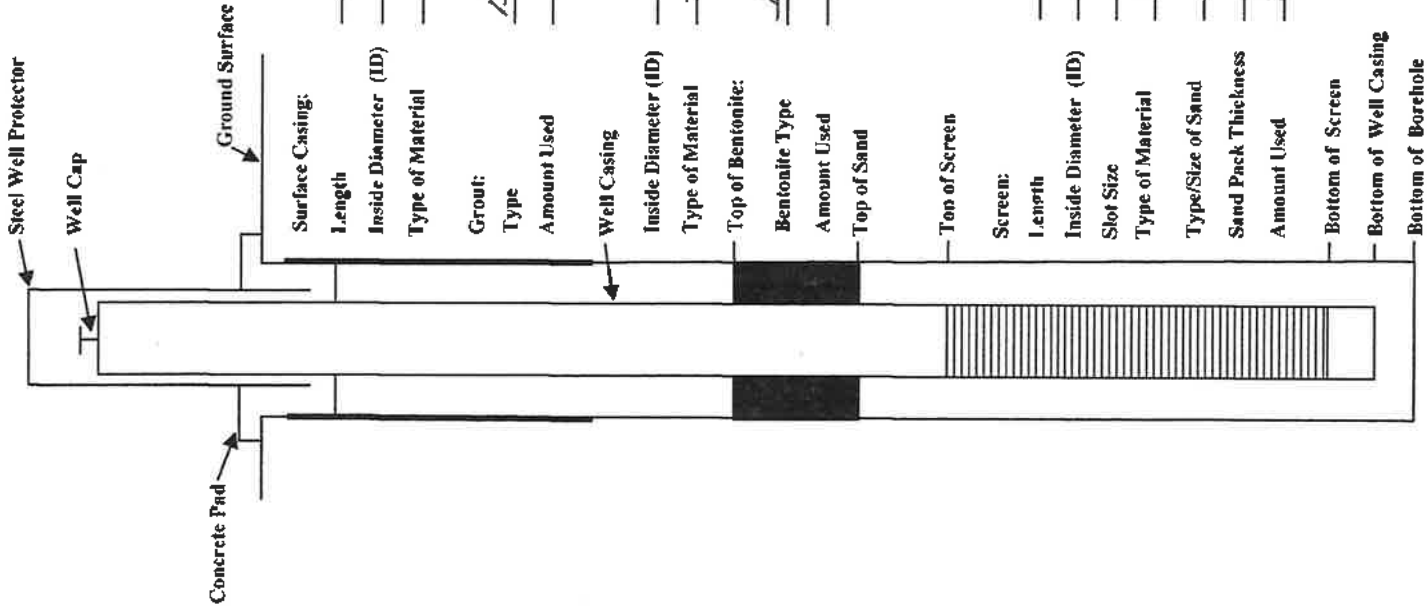 Steel Well Protector
Well Cap
Concrete Pad
Ground Surface
Surface Casing:
Length
Inside Diameter (ID)
Type of Material
Grout:
Type
Amount Used
Well Casing
Inside Diameter (ID)
Type of Material
Top of Bentonite:
Bentonite Type
Amount Used
Top of Sand
Top of Screen
Screen:
Length
Inside Diameter (ID)
Slot Size
Type of Material
Type/Size of Sand
Sand Pack Thickness
Amount Used
Bottom of Screen
Bottom of Well Casing
Bottom of Borehole